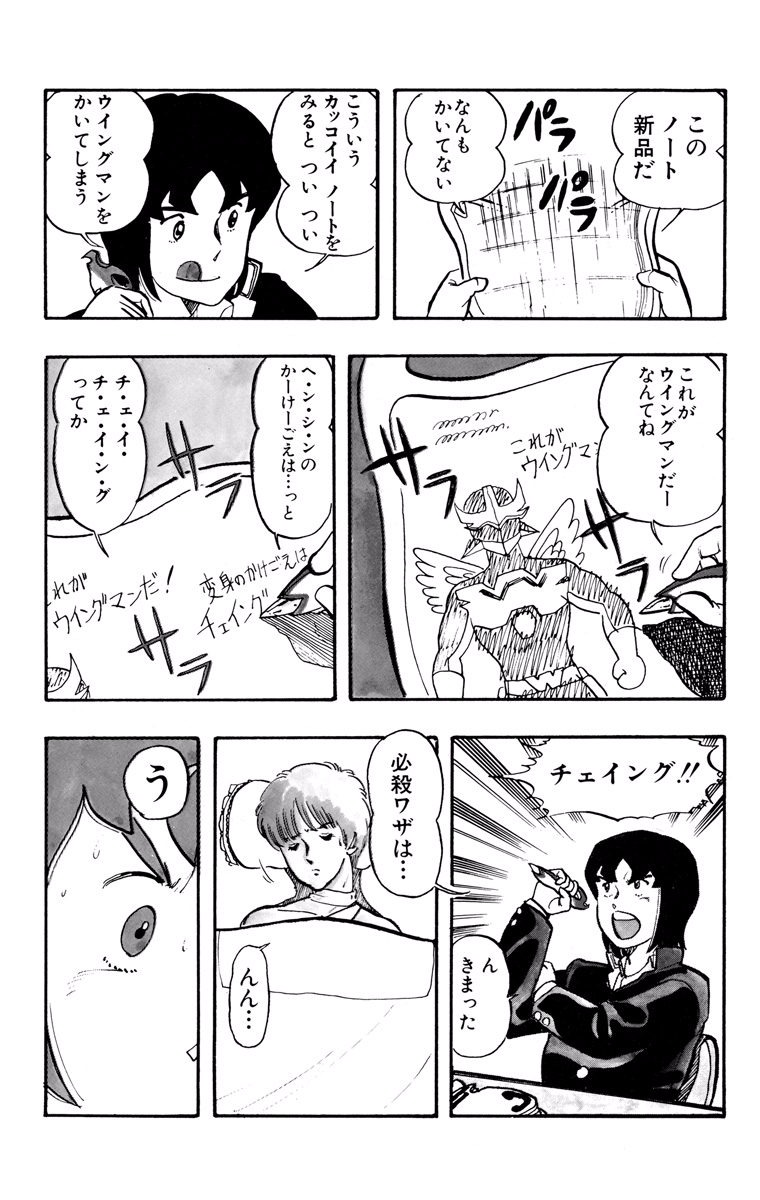 この
ノート
新品だ
パラ
パラ
なんも
かいてない
こういう
カッコイイ ノートを
みると つい つい
ウイングマンを
かいてしまう
これが
ウイングマンだー
なんてね
キラ
キラ
これが
ウイングマン
ヘ・ン・シ・ンの
かーけーごえは…っと
チ・ェ・イ・
チ・ェ・イ・ン・グ
ってか
キラ
キラ
変身のかけごえは
チェイング
これが
ウイングマンだ!
チェイング!!
ん
きまった
必殺ワザは…
んん…
う